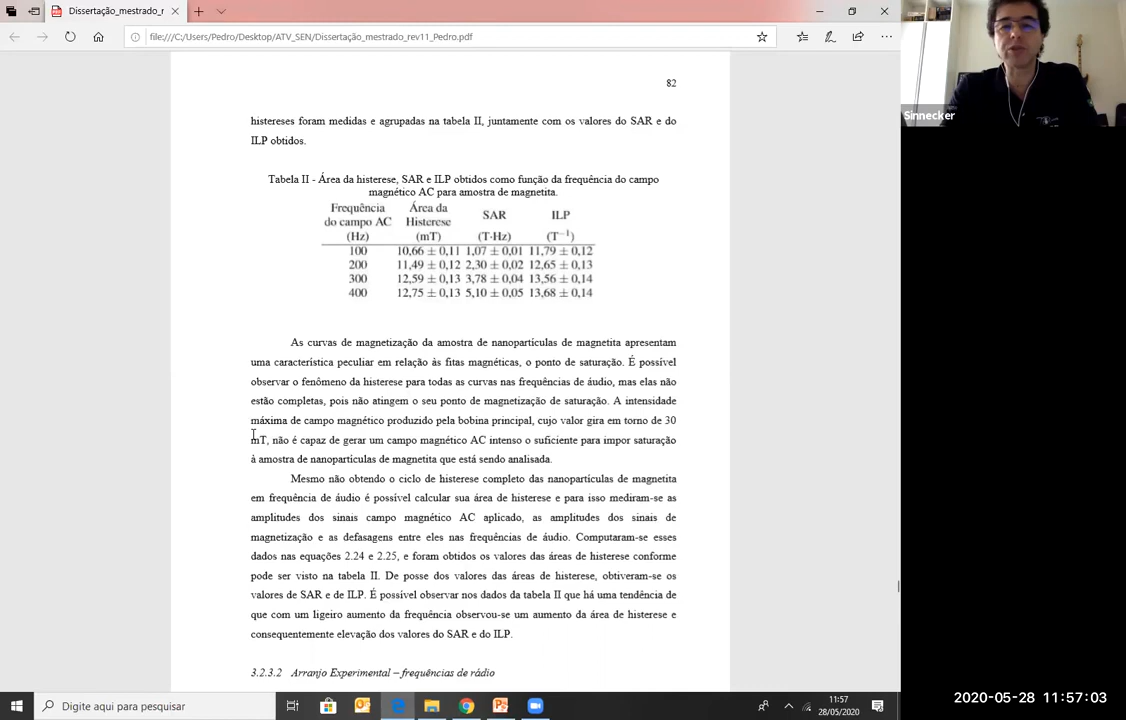 Dissertação_mestrado_r
file:///C:/Users/Pedro/Desktop/ATV_SEN/Dissertação_mestrado_rev11_Pedro.pdf
Sinnecker
82
histereses foram medidas e agrupadas na tabela II, juntamente com os valores do SAR e do
ILP obtidos.
Tabela II - Área da histerese, SAR e ILP obtidos como função da frequência do campo
magnético AC para amostra de magnetita.
Frequência do campo AC (Hz) Área da Histerese (mT) SAR (T·Hz) ILP (T⁻¹)
100 10,66 ± 0,11 1,07 ± 0,01 11,79 ± 0,12
200 11,49 ± 0,12 2,30 ± 0,02 12,65 ± 0,13
300 12,59 ± 0,13 3,78 ± 0,04 13,56 ± 0,14
400 12,75 ± 0,13 5,10 ± 0,05 13,68 ± 0,14
As curvas de magnetização da amostra de nanopartículas de magnetita apresentam
uma característica peculiar em relação às fitas magnéticas, o ponto de saturação. É possível
observar o fenômeno da histerese para todas as curvas nas frequências de áudio, mas elas não
estão completas, pois não atingem o seu ponto de magnetização de saturação. A intensidade
máxima de campo magnético produzido pela bobina principal, cujo valor gira em torno de 30
mT, não é capaz de gerar um campo magnético AC intenso o suficiente para impor saturação
à amostra de nanopartículas de magnetita que está sendo analisada.
Mesmo não obtendo o ciclo de histerese completo das nanopartículas de magnetita
em frequência de áudio é possível calcular sua área de histerese e para isso mediram-se as
amplitudes dos sinais campo magnético AC aplicado, as amplitudes dos sinais de
magnetização e as defasagens entre eles nas frequências de áudio. Computaram-se esses
dados nas equações 2.24 e 2.25, e foram obtidos os valores das áreas de histerese conforme
pode ser visto na tabela II. De posse dos valores das áreas de histerese, obtiveram-se os
valores de SAR e de ILP. É possível observar nos dados da tabela II que há uma tendência de
que com um ligeiro aumento da frequência observou-se um aumento da área de histerese e
consequentemente elevação dos valores do SAR e do ILP.
3.2.3.2 Arranjo Experimental – frequências de rádio
Digite aqui para pesquisar
11:57
28/05/2020
2020-05-28 11:57:03